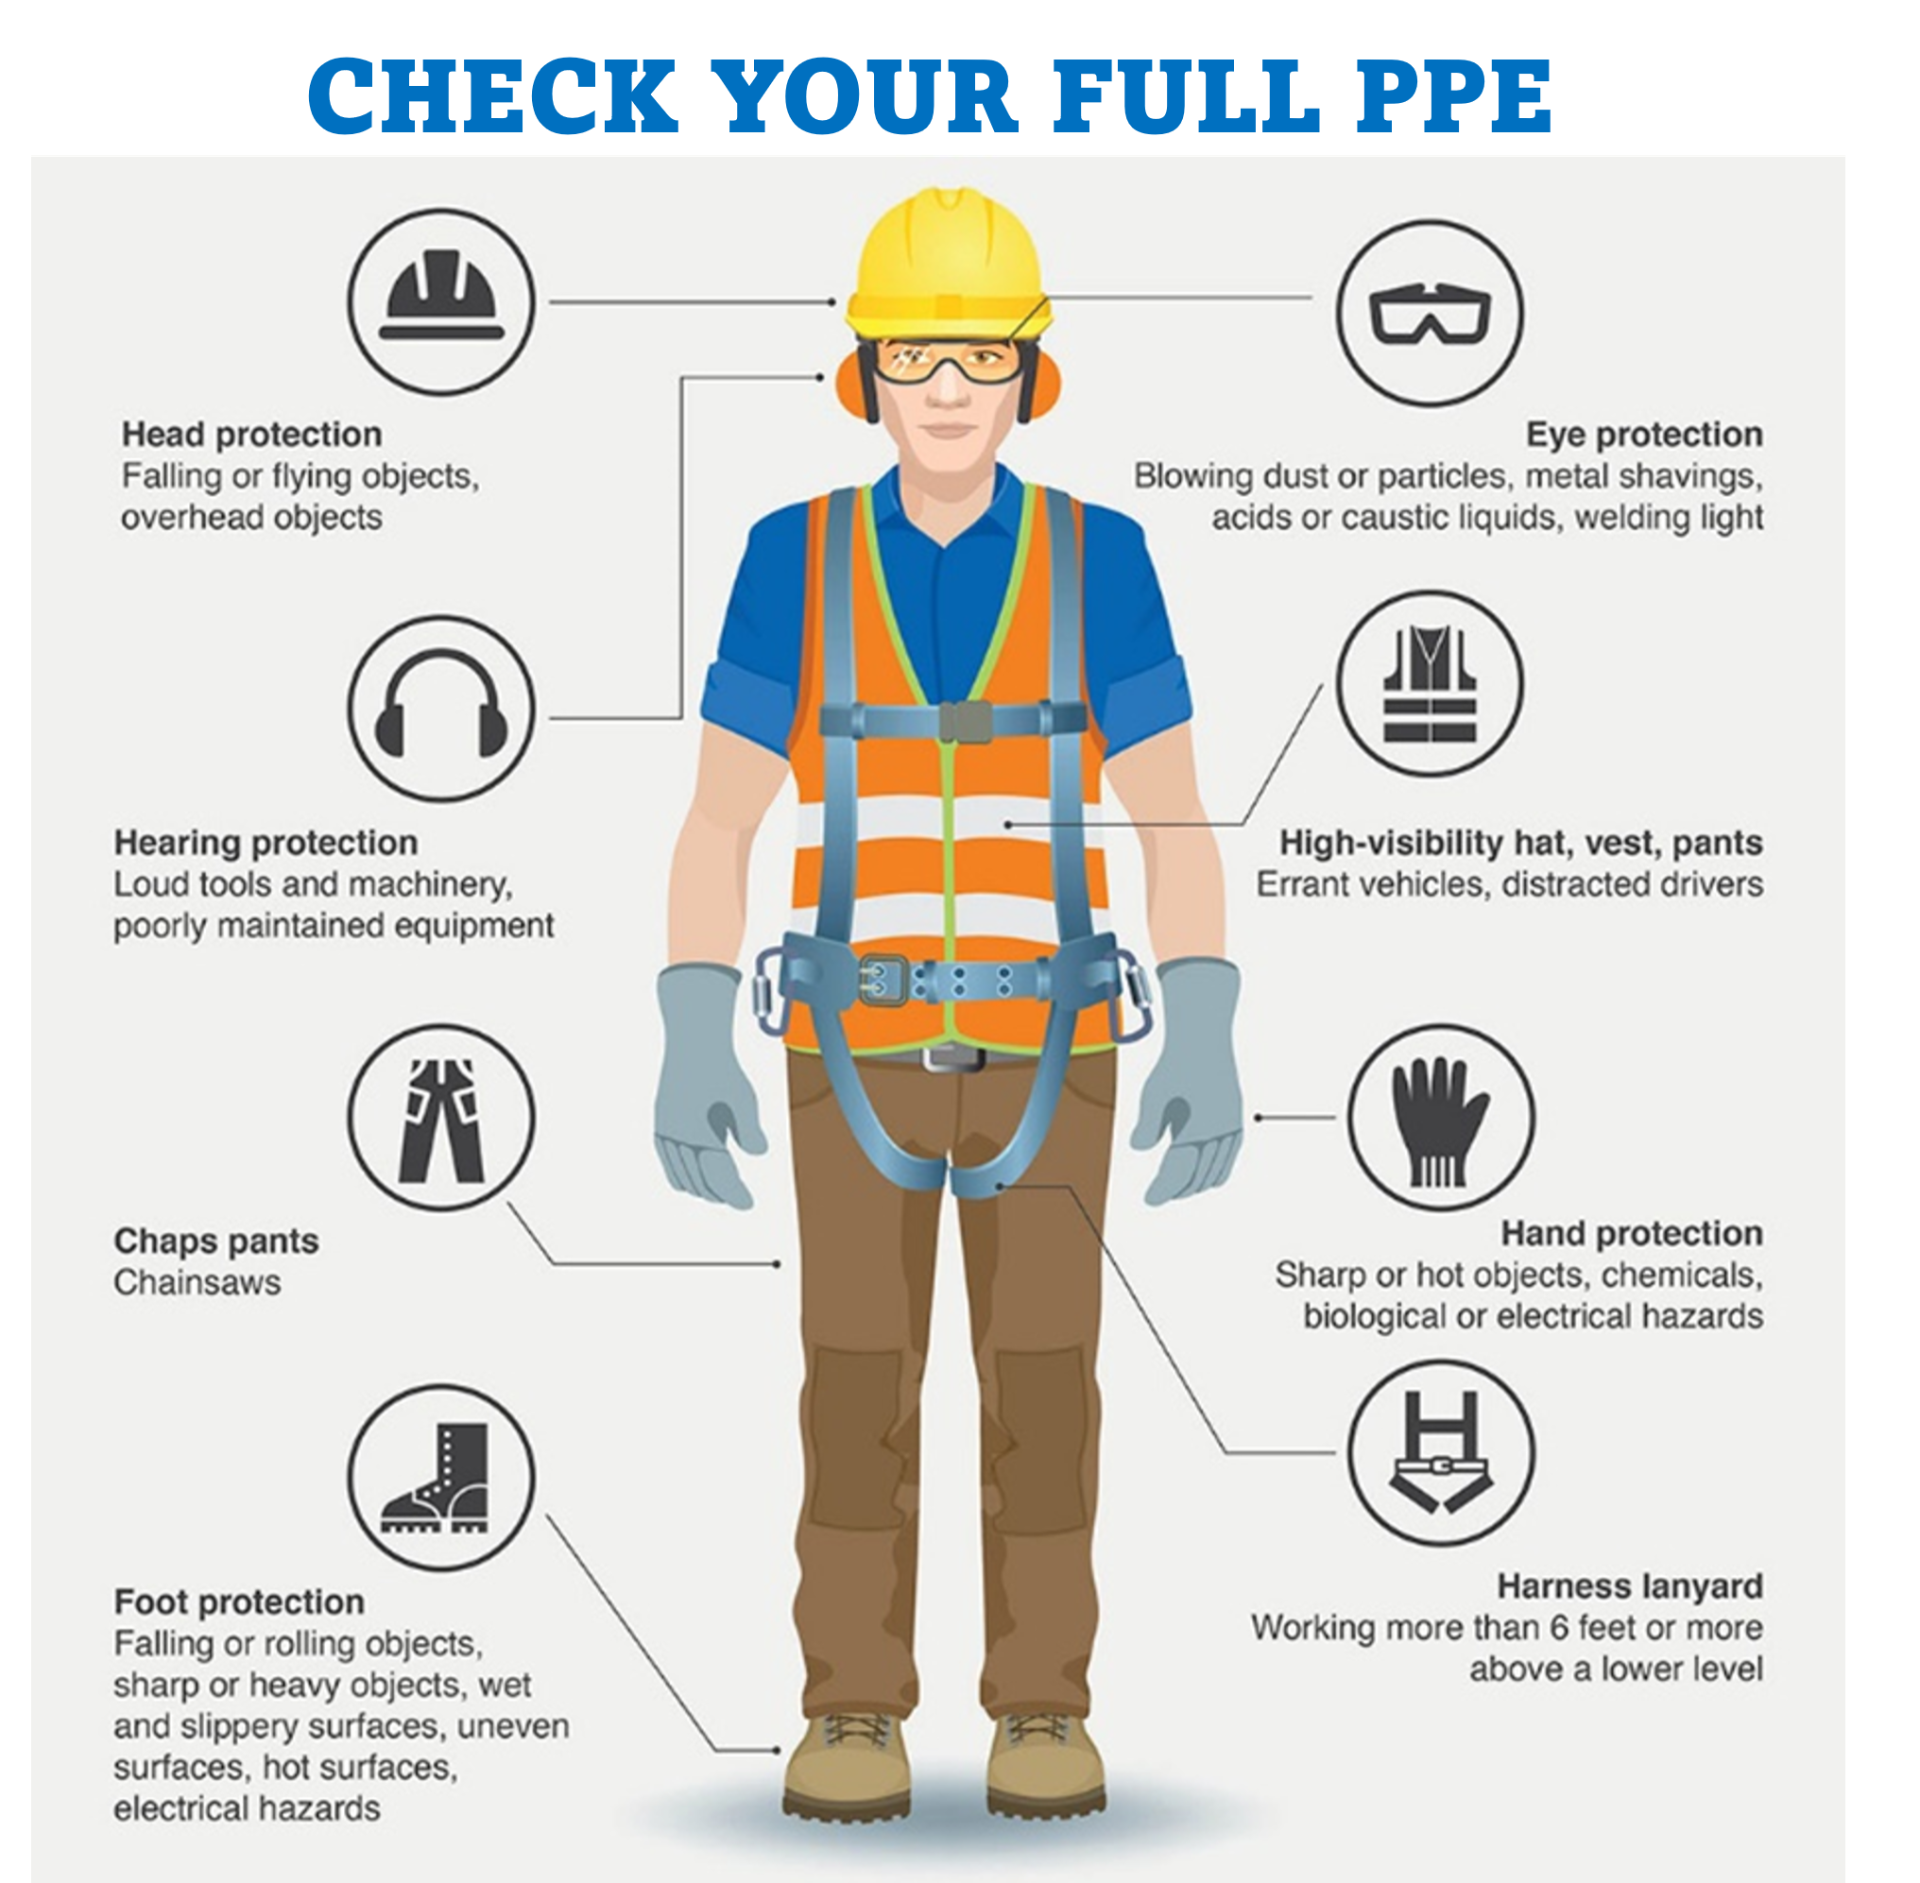 CHECK YOUR FULL PPE
Head protection
Falling or flying objects,
overhead objects
Eye protection
Blowing dust or particles, metal shavings,
acids or caustic liquids, welding light
Hearing protection
Loud tools and machinery,
poorly maintained equipment
High-visibility hat, vest, pants
Errant vehicles, distracted drivers
Chaps pants
Chainsaws
Hand protection
Sharp or hot objects, chemicals,
biological or electrical hazards
Foot protection
Falling or rolling objects,
sharp or heavy objects, wet
and slippery surfaces, uneven
surfaces, hot surfaces,
electrical hazards
Harness lanyard
Working more than 6 feet or more
above a lower level